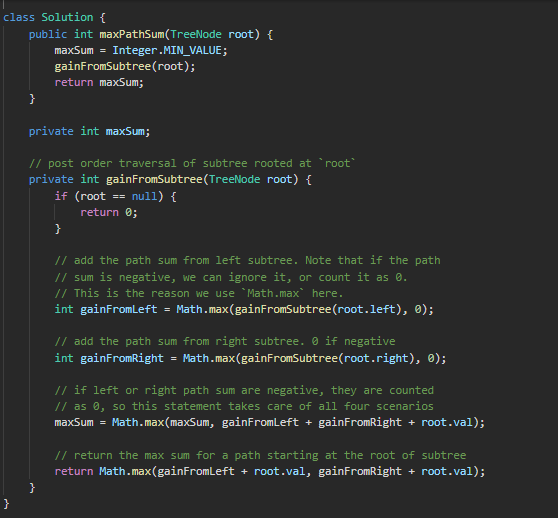 class Solution {
    public int maxPathSum(TreeNode root) {
        maxSum = Integer.MIN_VALUE;
        gainFromSubtree(root);
        return maxSum;
    }

    private int maxSum;

    // post order traversal of subtree rooted at `root`
    private int gainFromSubtree(TreeNode root) {
        if (root == null) {
            return 0;
        }

        // add the path sum from left subtree. Note that if the path
        // sum is negative, we can ignore it, or count it as 0.
        // This is the reason we use `Math.max` here.
        int gainFromLeft = Math.max(gainFromSubtree(root.left), 0);

        // add the path sum from right subtree. 0 if negative
        int gainFromRight = Math.max(gainFromSubtree(root.right), 0);

        // if left or right path sum are negative, they are counted
        // as 0, so this statement takes care of all four scenarios
        maxSum = Math.max(maxSum, gainFromLeft + gainFromRight + root.val);

        // return the max sum for a path starting at the root of subtree
        return Math.max(gainFromLeft + root.val, gainFromRight + root.val);
    }
}